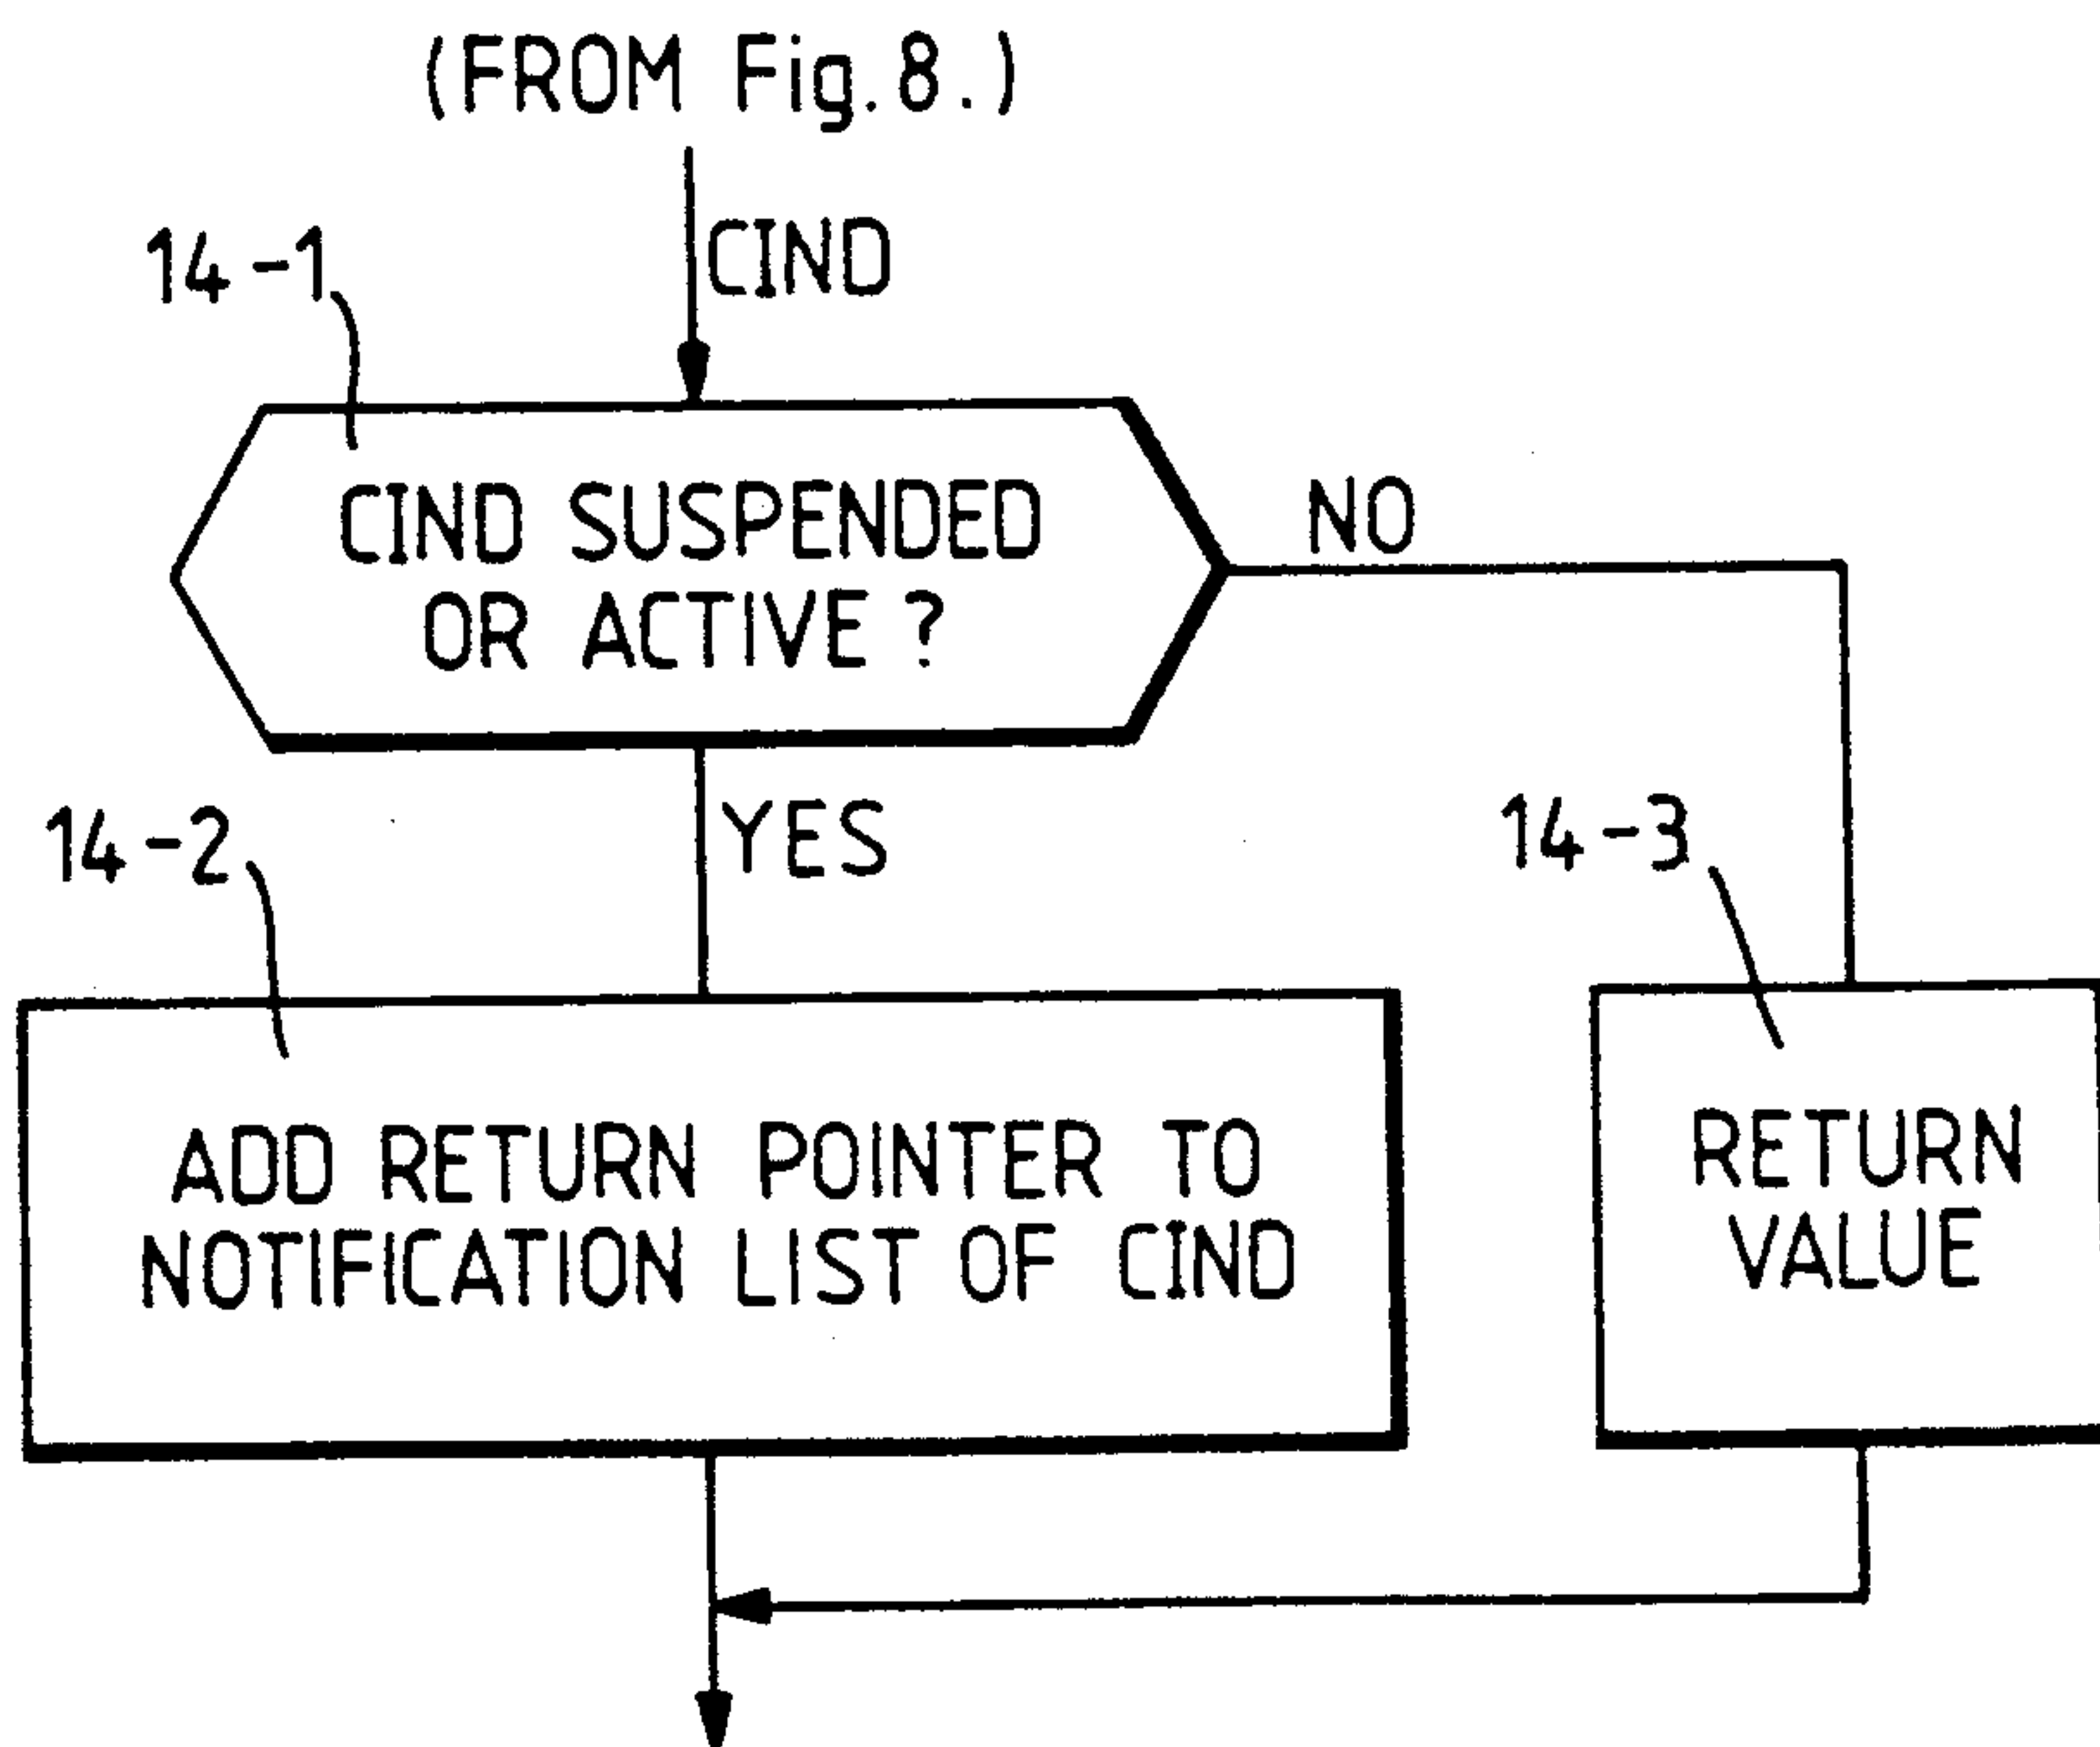 (FROM Fig. 8.)
CIND
14-1
CIND SUSPENDED
OR ACTIVE ?
NO
YES
14-2
14-3
ADD RETURN POINTER TO
NOTIFICATION LIST OF CIND
RETURN
VALUE